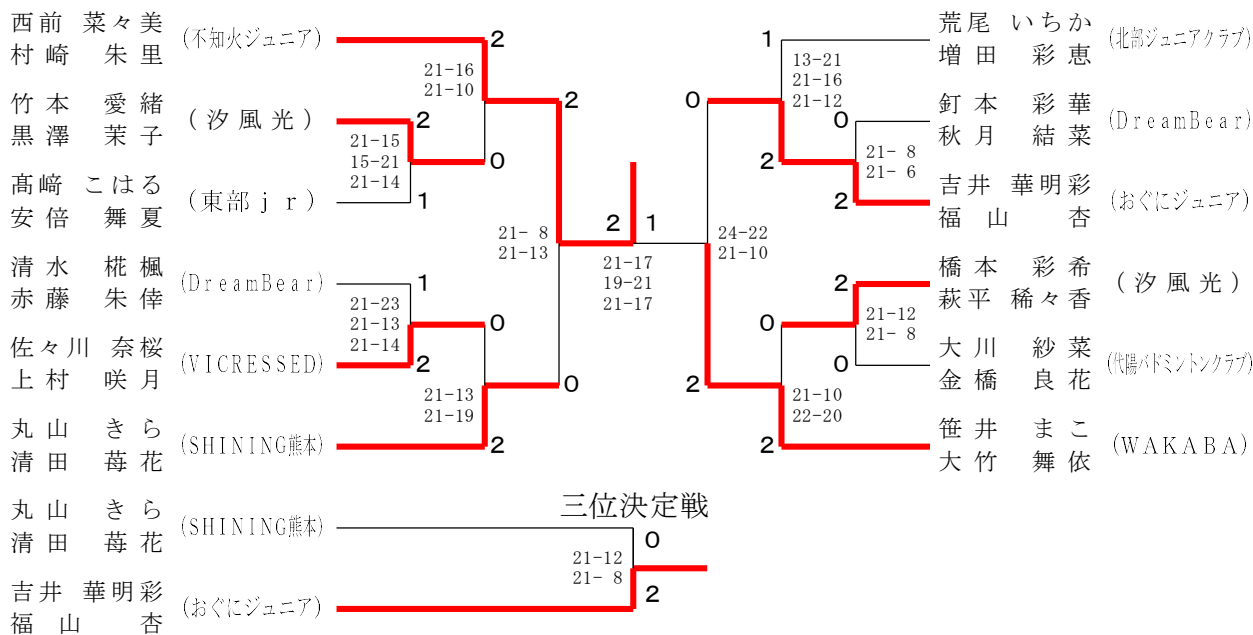 西前 菜々美
村崎 朱里
(不知火ジュニア)
2
21-16
21-10
竹本 愛緒
黒澤 茉子
(汐風光)
2
21-15
15-21
21-14
0
髙﨑 こはる
安倍 舞夏
(東部jr)
1
2
21- 8
21-13
清水 椛楓
赤藤 朱倖
(DreamBear)
1
21-23
21-13
21-14
0
佐々川 奈桜
上村 咲月
(VICRESSED)
2
21-13
21-19
0
丸山 きら
清田 苺花
(SHINING熊本)
2
2
1
21-17
19-21
21-17
荒尾 いちか
増田 彩恵
(北部ジュニアクラブ)
1
13-21
21-16
21-12
0
釘本 彩華
秋月 結菜
(DreamBear)
0
21- 8
21- 6
2
吉井 華明彩
福山 杏
(おぐにジュニア)
2
24-22
21-10
橋本 彩希
萩平 稀々香
(汐風光)
2
21-12
21- 8
0
大川 紗菜
金橋 良花
(代陽バドミントンクラブ)
0
2
21-10
22-20
笹井 まこ
大竹 舞依
(WAKABA)
2
三位決定戦
丸山 きら
清田 苺花
(SHINING熊本)
0
21-12
21- 8
吉井 華明彩
福山 杏
(おぐにジュニア)
2